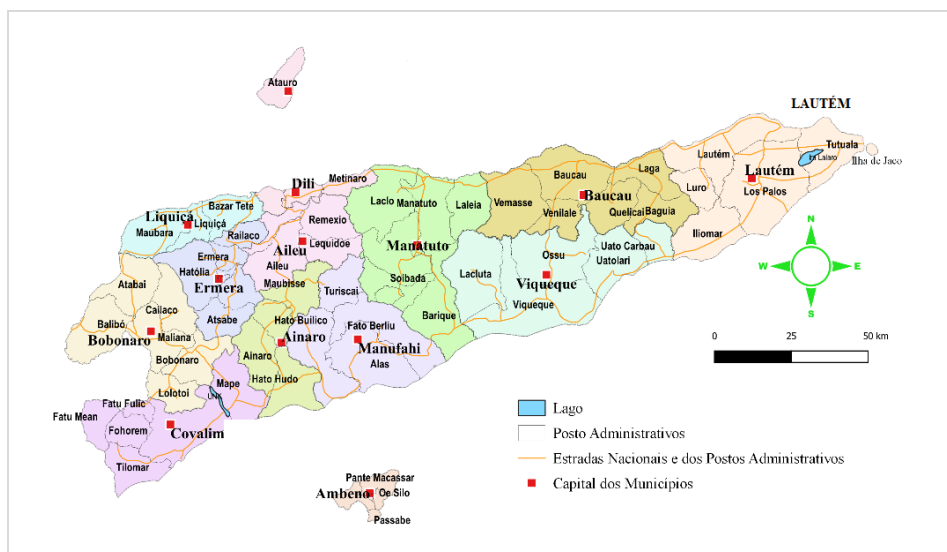 Atauro
LAUTÉM
Tutuala
Ira Lalaro
Ilha de Jaco
Lautém
Lautém
Luro
Los Palos
Iliomar
Laga
Baucau
Baucau
Vemasse
Venilale
Quelicai
Baguia
Metinaro
Dili
Laclo
Manatuto
Laleia
Bazar Tete
Liquiçá
Liquiçá
Maubara
Railaco
Remexio
Lequidoe
Aileu
Aileu
Manatuto
Soibada
Barique
Ossu
Uato Carbau
Uatolari
Lacluta
Viqueque
Viqueque
Ermera
Hatólia
Ermera
Atsabe
Maubisse
Turiscai
Atabai
Cailaco
Balibó
Bobonaro
Maliana
Bobonaro
Lolotoi
Hato Builico
Ainaro
Ainaro
Hato Hudo
Fato Berliu
Manufahi
Alas
Mape
Fatu Fulic
Fatu Mean
Fohorem
Covalim
Tilomar
Pante Macassar
Ambeno
Oe Silo
Passabe
N
W
E
S
0 25 50 km
Lago
Posto Administrativos
Estradas Nacionais e dos Postos Administrativos
Capital dos Municípios